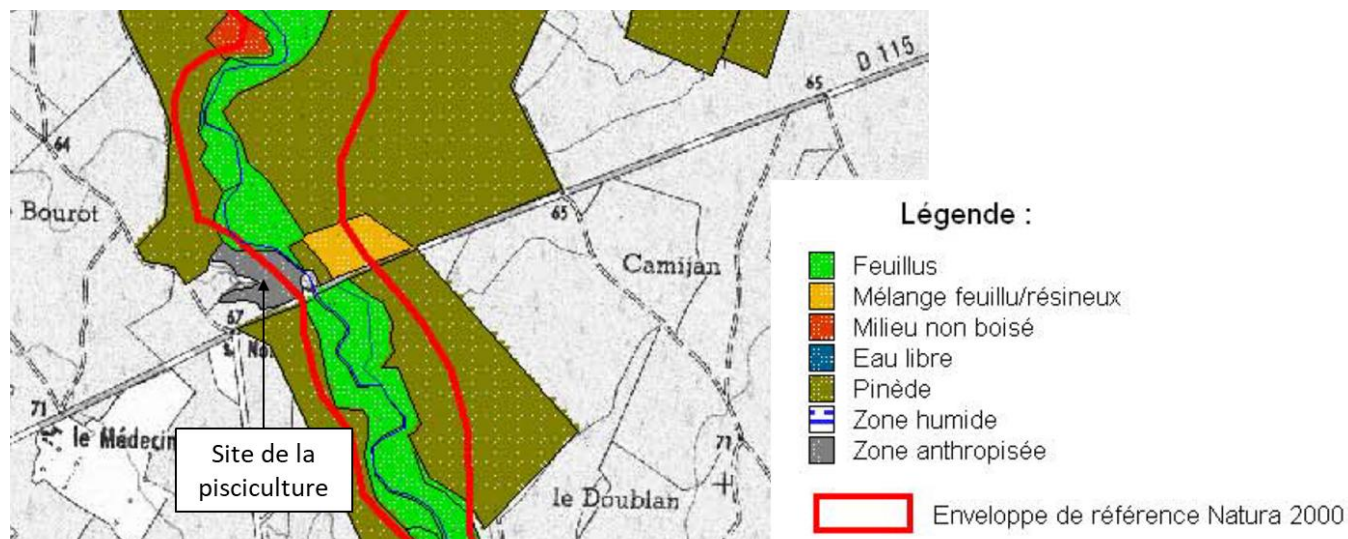 D 115
65
64
Bourot
65
Camijan
67
71
le Médecin
Site de la
pisciculture
71
le Doublan
Légende :
Feuillus
Mélange feuillu/résineux
Milieu non boisé
Eau libre
Pinède
Zone humide
Zone anthropisée
Enveloppe de référence Natura 2000